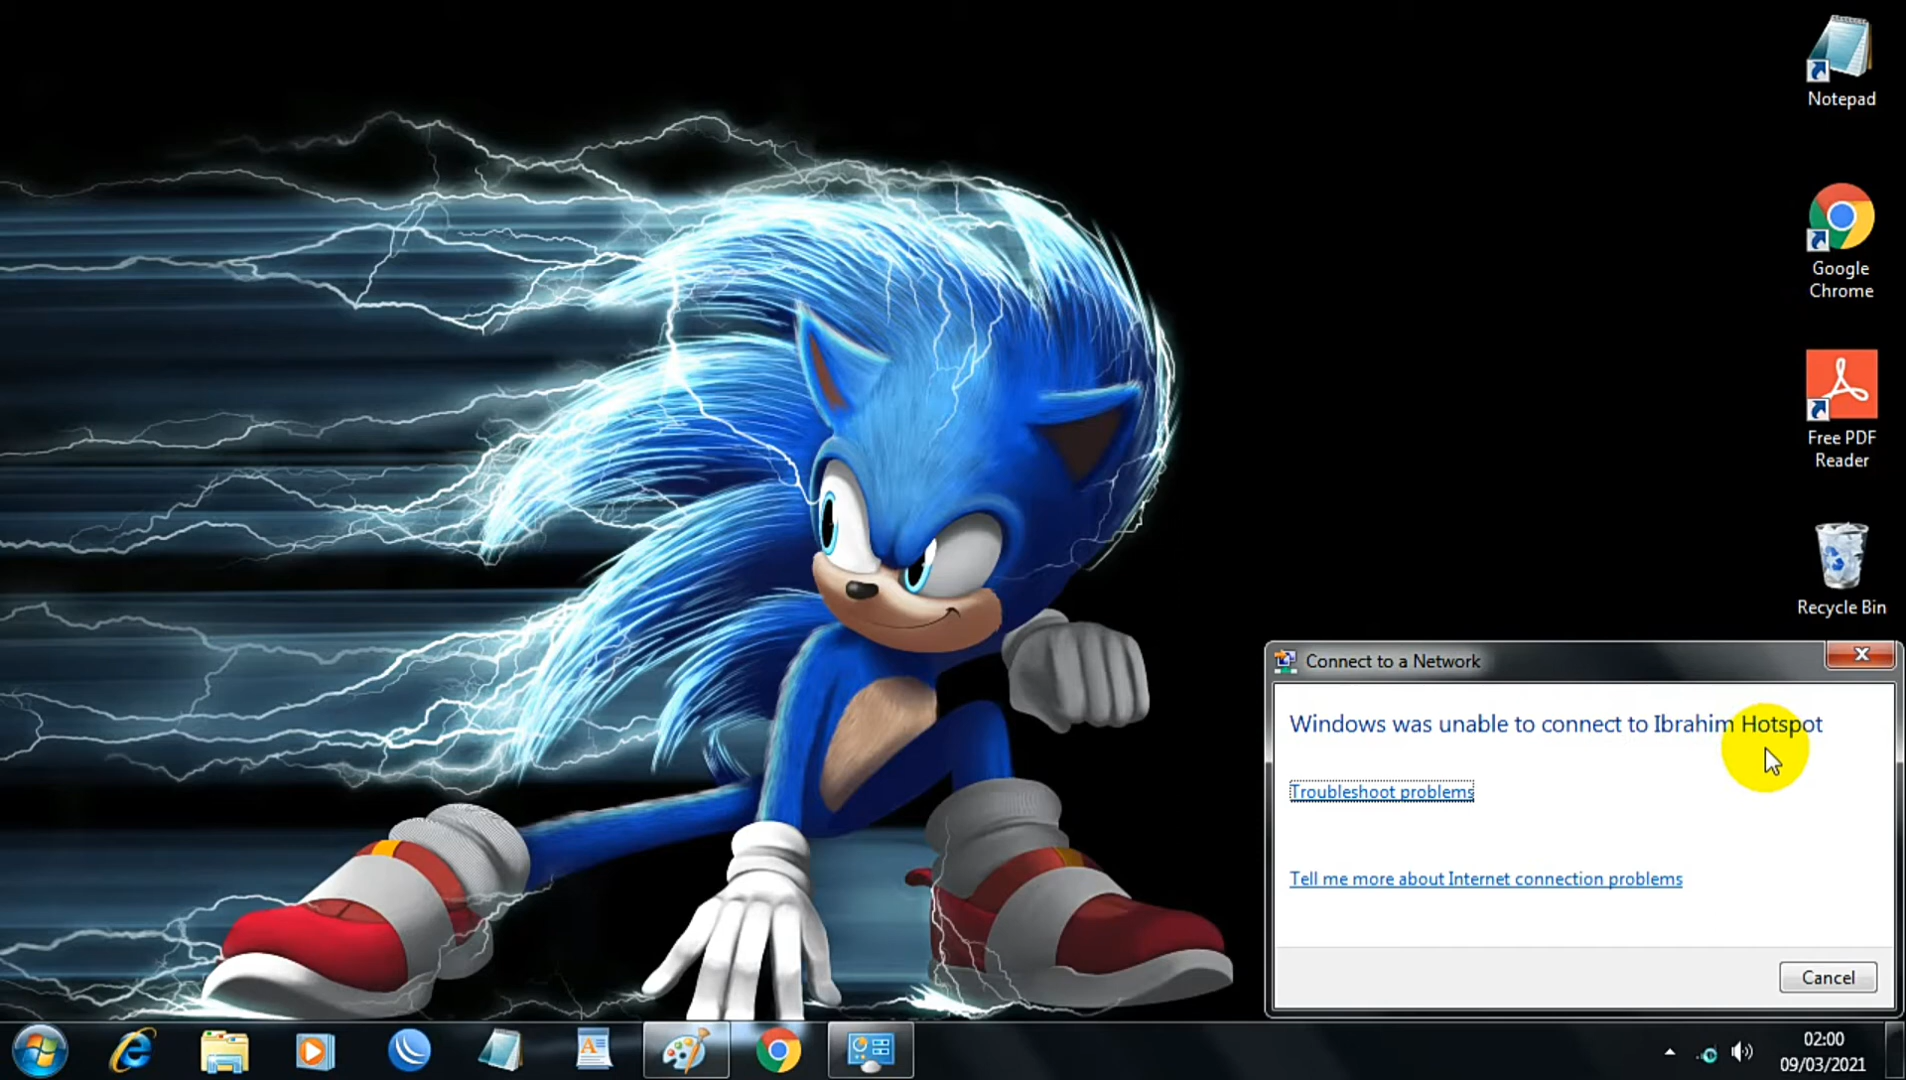 Notepad
Google
Chrome
Free PDF
Reader
Recycle Bin
Connect to a Network
Windows was unable to connect to Ibrahim Hotspot
Troubleshoot problems
Tell me more about Internet connection problems
Cancel
02:00
09/03/2021